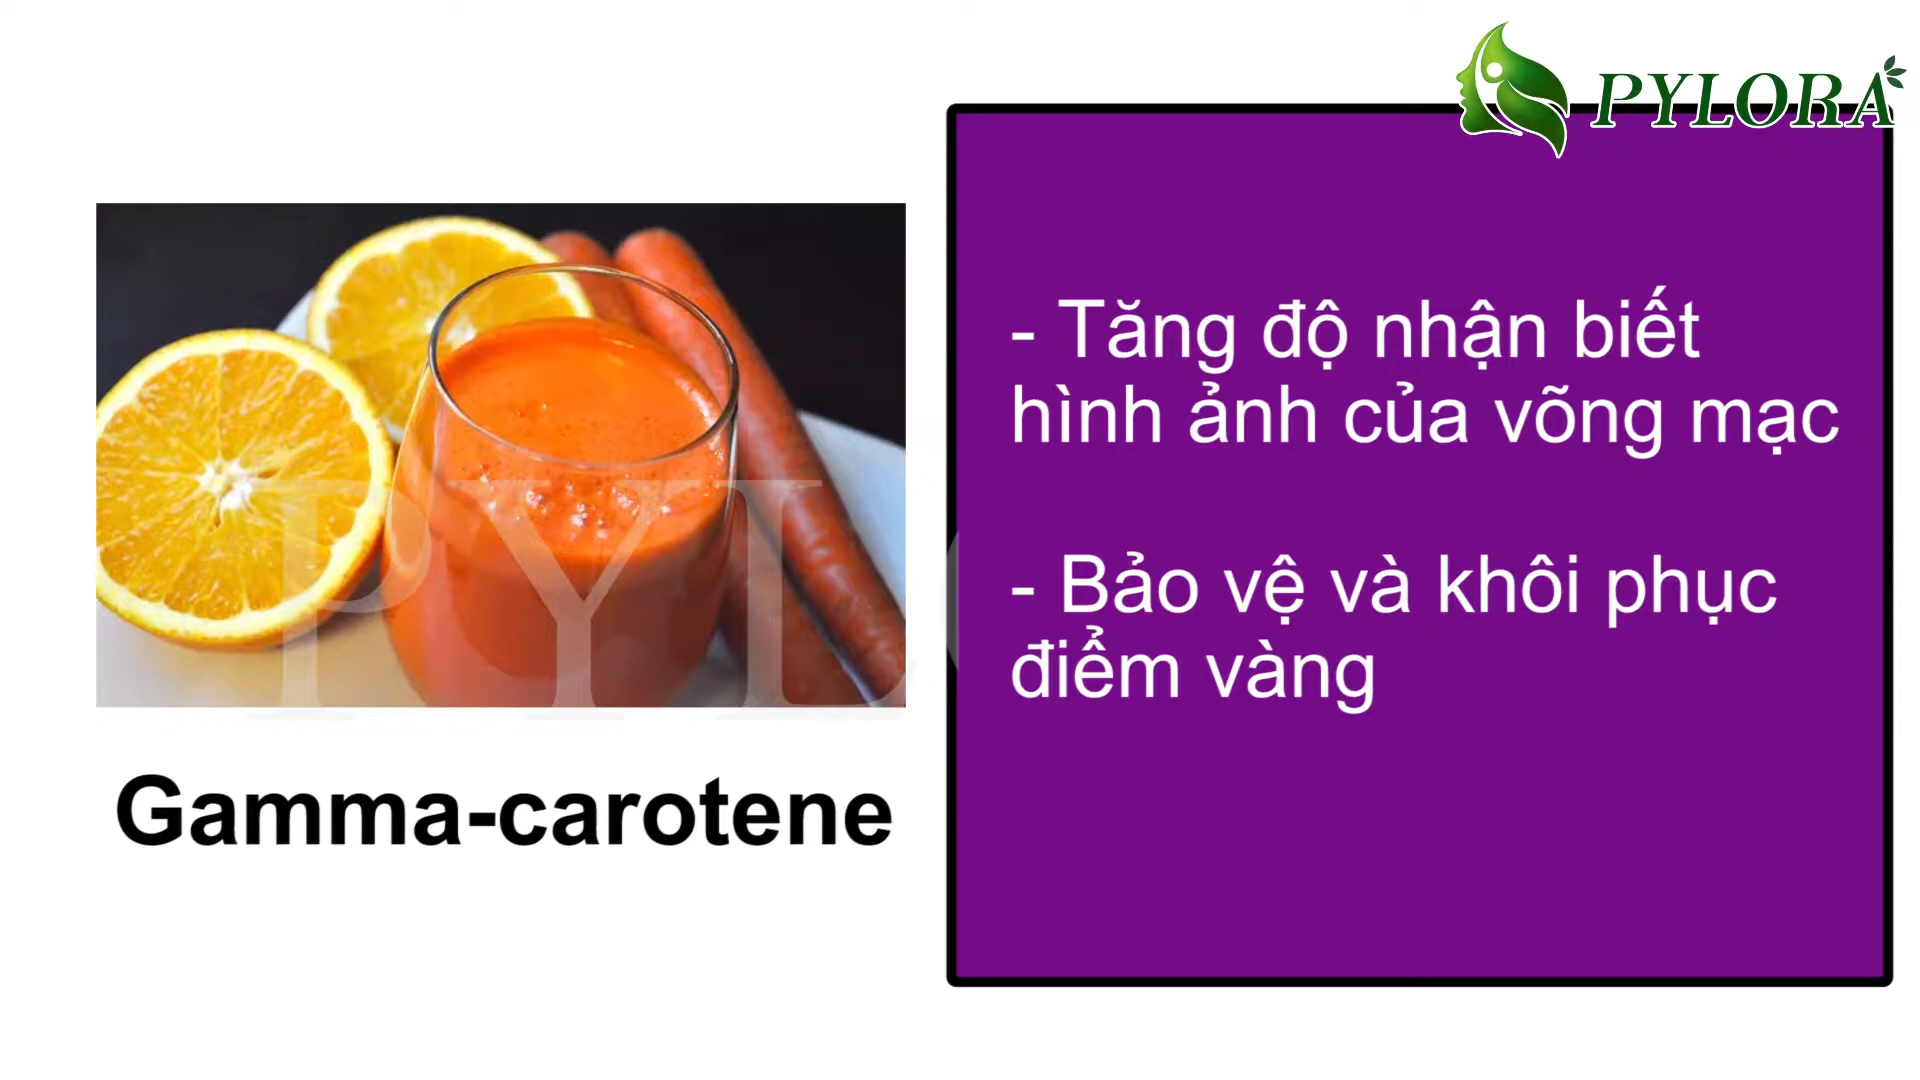 PYLORA
- Tăng độ nhận biết
hình ảnh của võng mạc
- Bảo vệ và khôi phục
điểm vàng
Gamma-carotene